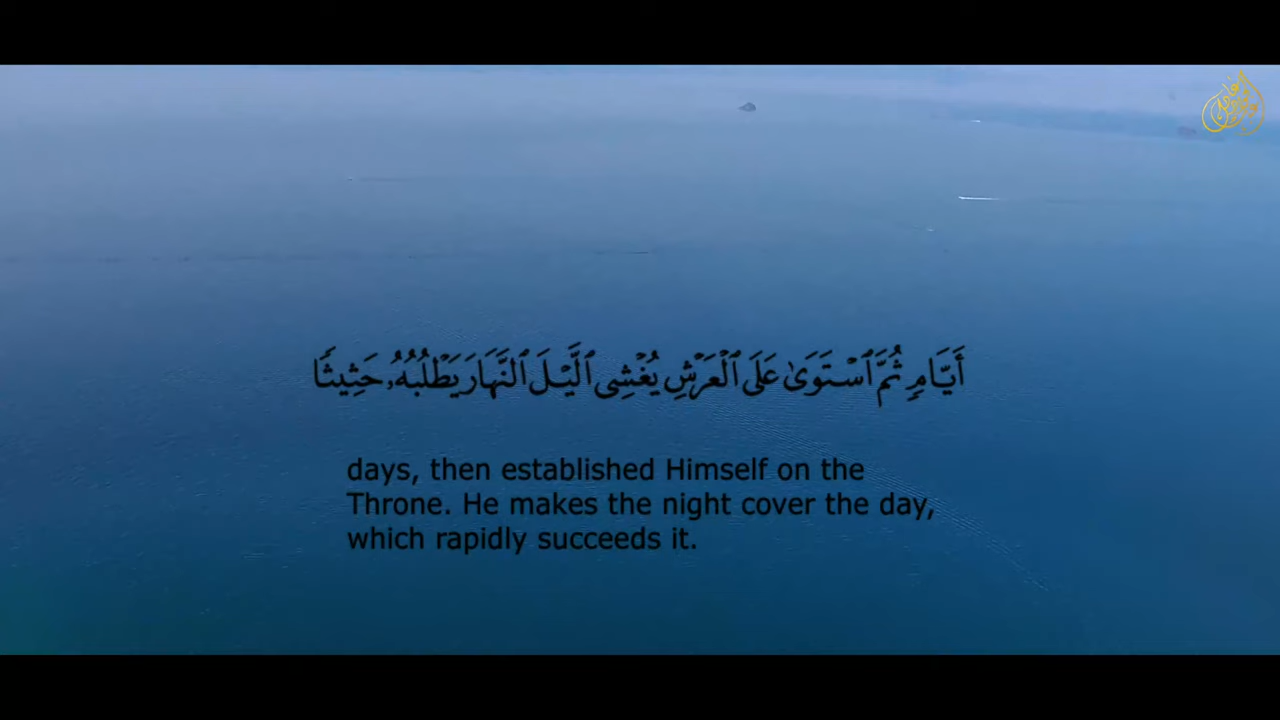 أَيَّامٍ ثُمَّ ٱسْتَوَىٰ عَلَى ٱلْعَرْشِ يُغْشِى ٱلَّيْلَ ٱلنَّهَارَ يَطْلُبُهُۥ حَثِيثًا
days, then established Himself on the
Throne. He makes the night cover the day,
which rapidly succeeds it.